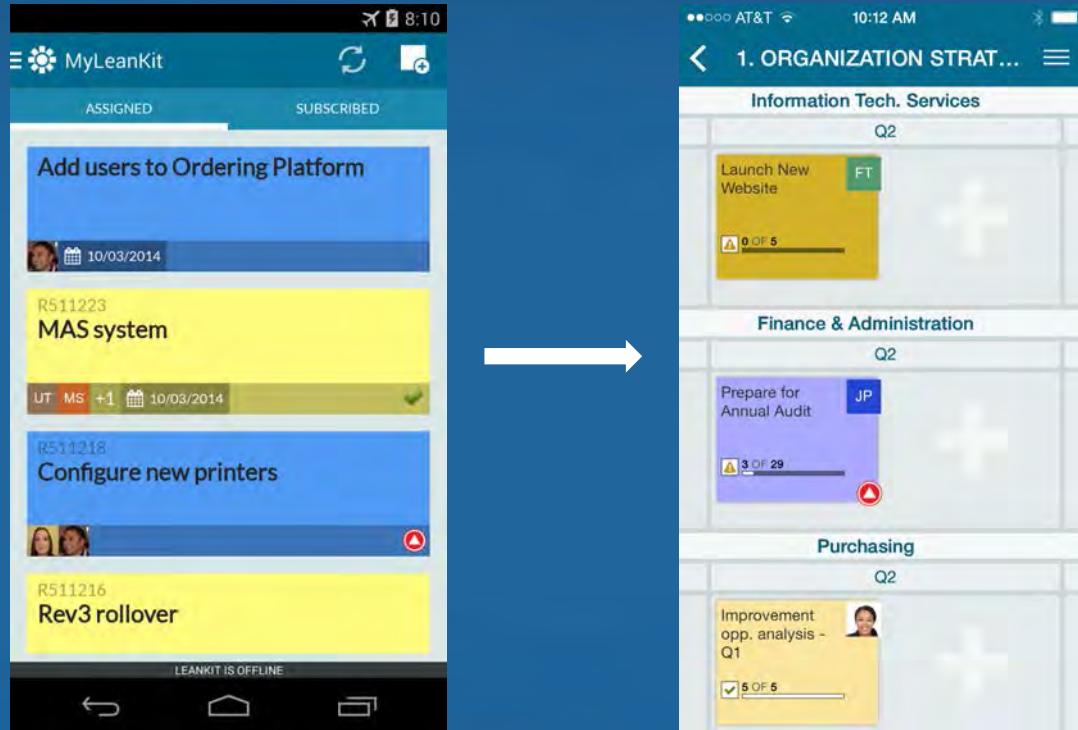 8:10
MyLeanKit
ASSIGNED
SUBSCRIBED
Add users to Ordering Platform
10/03/2014
R511223
MAS system
UT MS +1 10/03/2014
R511218
Configure new printers
R511216
Rev3 rollover
LEANKIT IS OFFLINE
AT&T 10:12 AM
1. ORGANIZATION STRAT...
Information Tech. Services
Q2
Launch New
Website
FT
0 OF 5
Finance & Administration
Q2
Prepare for
Annual Audit
JP
3 OF 29
Purchasing
Q2
Improvement
opp. analysis -
Q1
5 OF 5